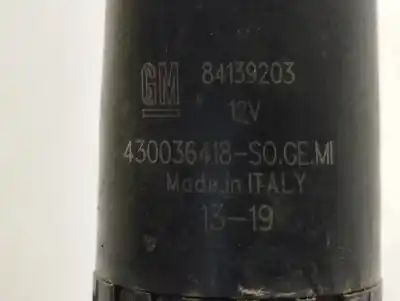 GM 84139203
12V
430036418-SO.GE.MI
Made in ITALY
13-19